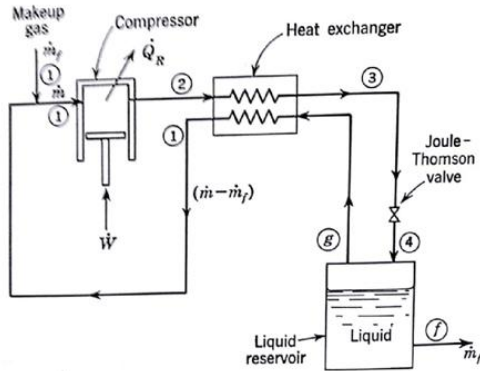 Makeup
gas
ṁf
①
ṁ
①
Compressor
Q̇R
②
Heat exchanger
③
①
(ṁ−ṁf)
Ẇ
Joule–
Thomson
valve
g
④
Liquid
reservoir
Liquid
f
ṁf